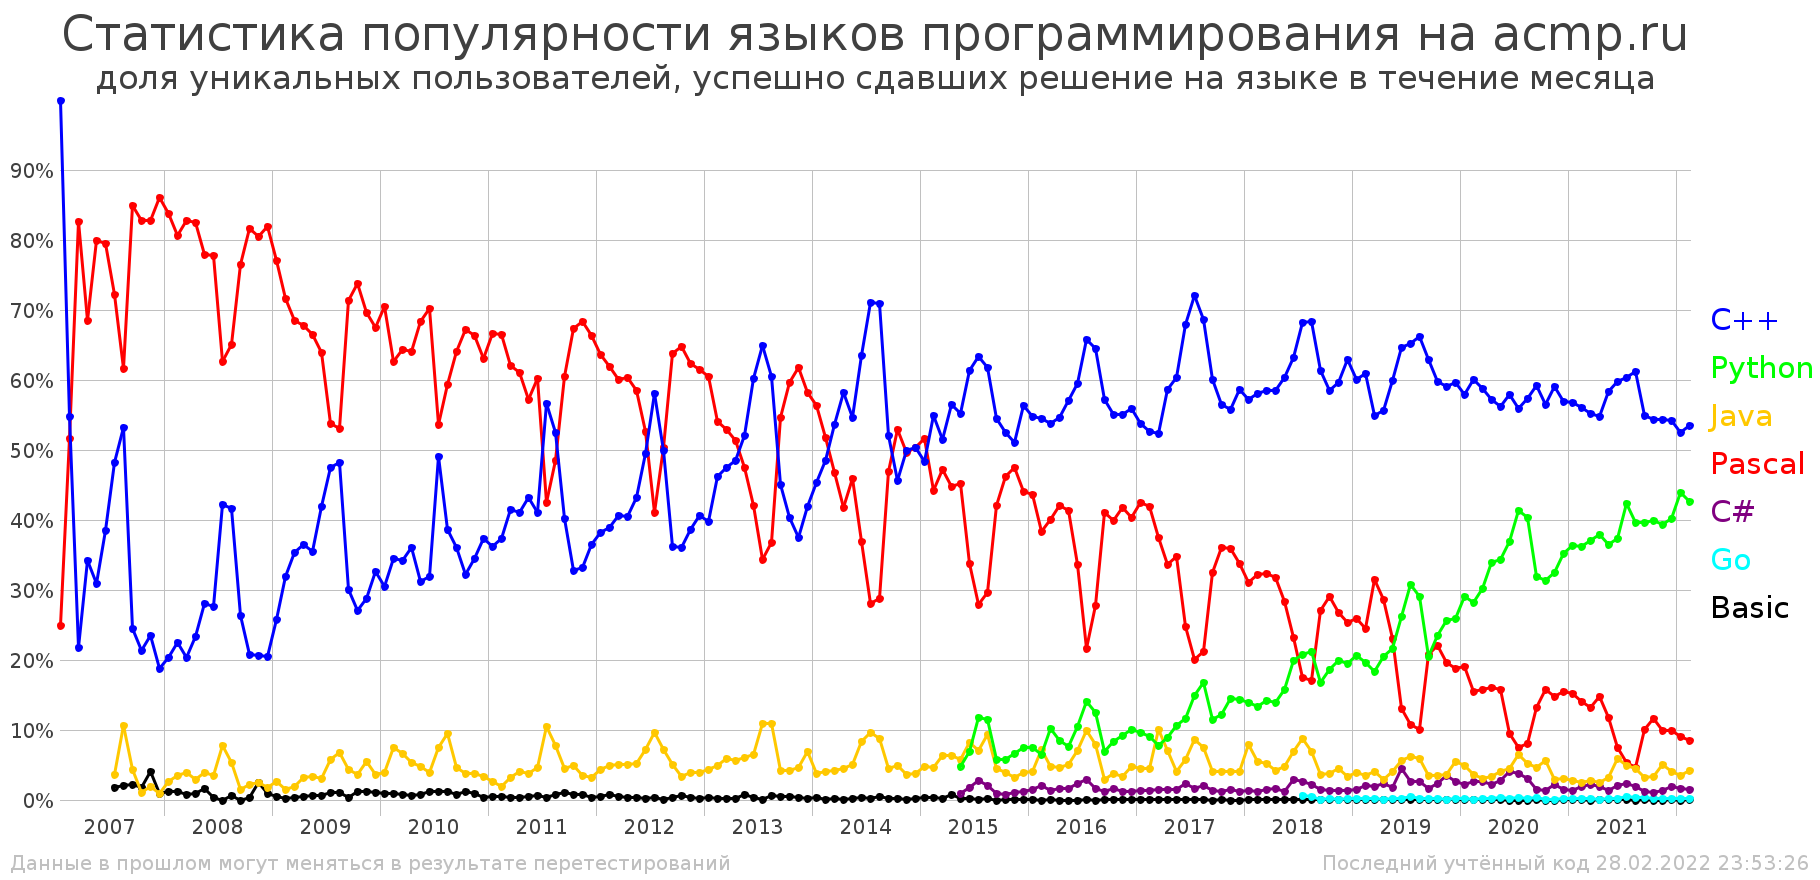 Статистика популярности языков программирования на acmp.ru
доля уникальных пользователей, успешно сдавших решение на языке в течение месяца
90%
80%
70%
60%
50%
40%
30%
20%
10%
0%
2007 2008 2009 2010 2011 2012 2013 2014 2015 2016 2017 2018 2019 2020 2021
C++
Python
Java
Pascal
C#
Go
Basic
Данные в прошлом могут меняться в результате перетестирований
Последний учтённый код 28.02.2022 23:53:26